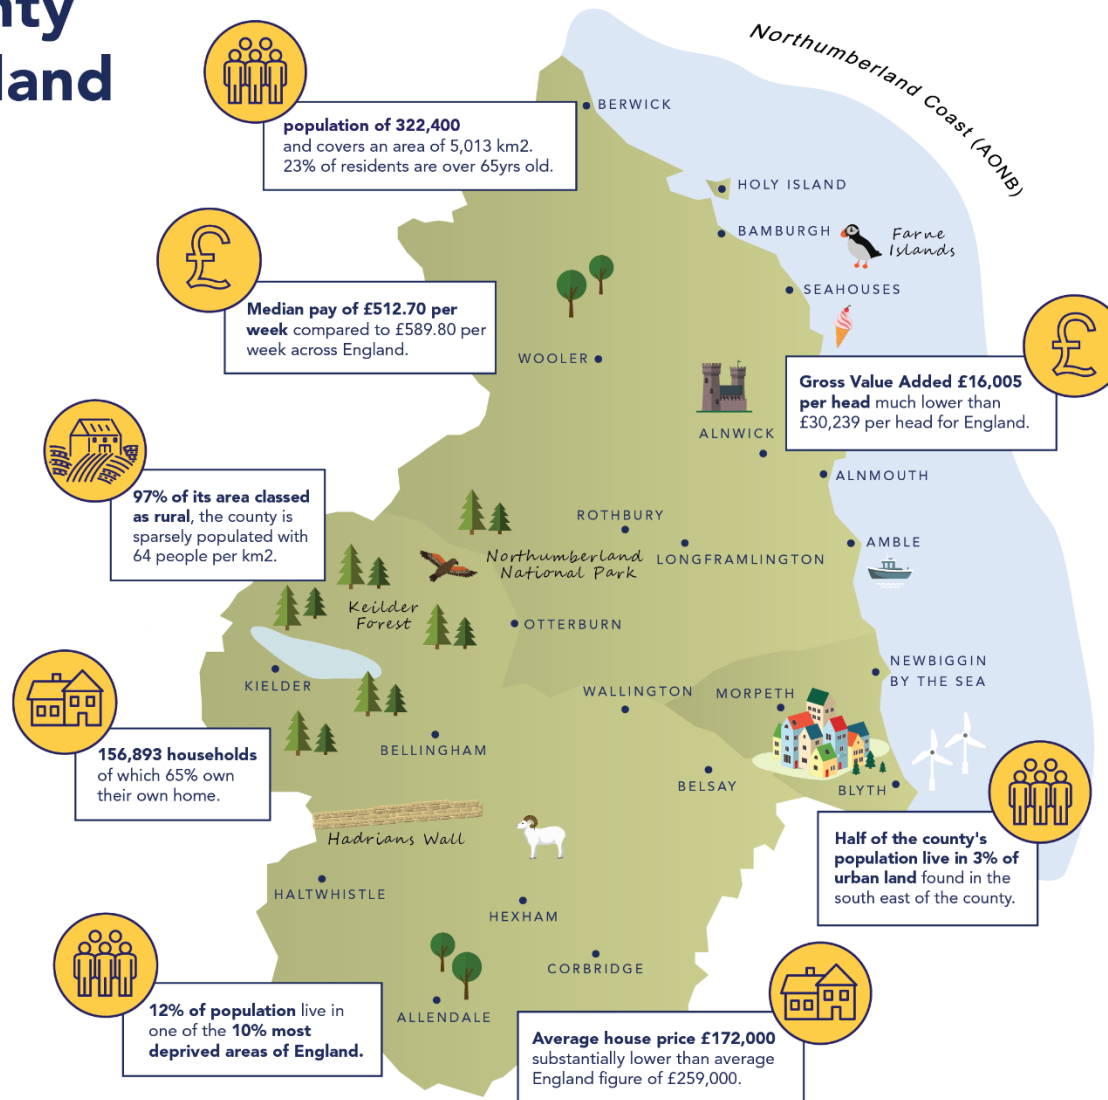 nty
land
Northumberland Coast (AONB)
population of 322,400
and covers an area of 5,013 km2.
23% of residents are over 65yrs old.
BERWICK
HOLY ISLAND
BAMBURGH
Farne
Islands
SEAHOUSES
Median pay of £512.70 per
week compared to £589.80 per
week across England.
WOOLER
Gross Value Added £16,005
per head much lower than
£30,239 per head for England.
ALNWICK
ALNMOUTH
97% of its area classed
as rural, the county is
sparsely populated with
64 people per km2.
ROTHBURY
LONGFRAMLINGTON
AMBLE
Northumberland
National Park
Keilder
Forest
OTTERBURN
KIELDER
NEWBIGGIN
BY THE SEA
WALLINGTON
MORPETH
BELLINGHAM
BELSAY
BLYTH
156,893 households
of which 65% own
their own home.
Hadrians Wall
Half of the county's
population live in 3% of
urban land found in the
south east of the county.
HALTWHISTLE
HEXHAM
CORBRIDGE
ALLENDALE
12% of population live in
one of the 10% most
deprived areas of England.
Average house price £172,000
substantially lower than average
England figure of £259,000.